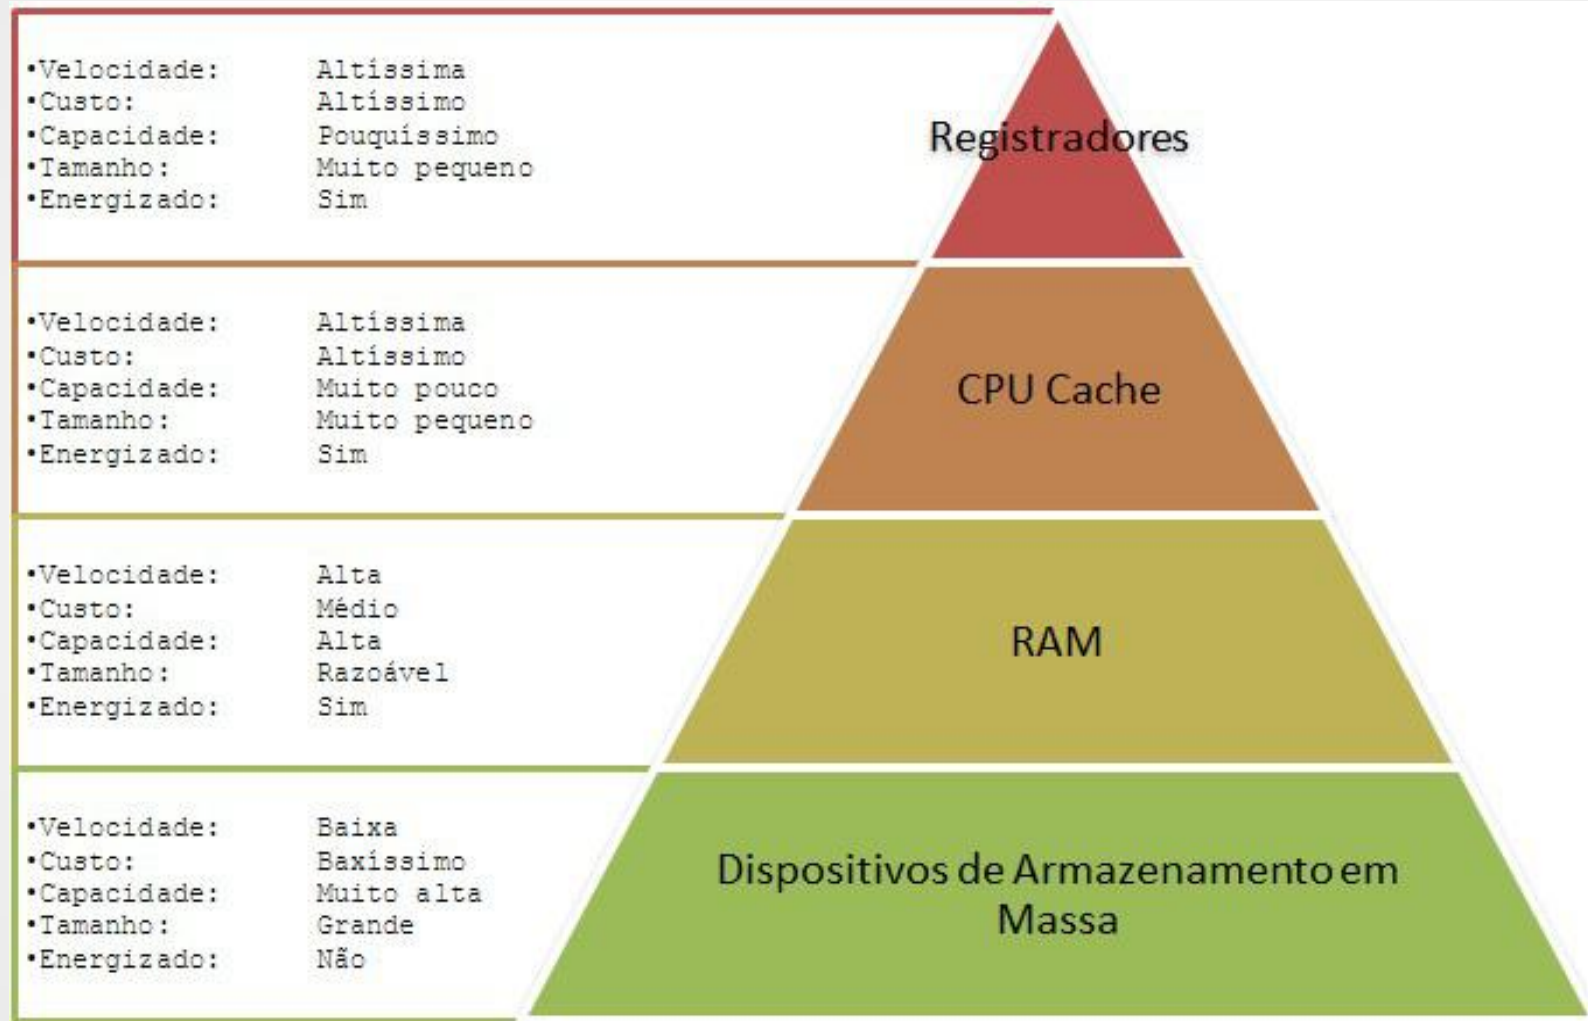 •Velocidade: Altíssima
•Custo: Altíssimo
•Capacidade: Pouquíssimo
•Tamanho: Muito pequeno
•Energizado: Sim
Registradores
•Velocidade: Altíssima
•Custo: Altíssimo
•Capacidade: Muito pouco
•Tamanho: Muito pequeno
•Energizado: Sim
CPU Cache
•Velocidade: Alta
•Custo: Médio
•Capacidade: Alta
•Tamanho: Razoável
•Energizado: Sim
RAM
•Velocidade: Baixa
•Custo: Baxíssimo
•Capacidade: Muito alta
•Tamanho: Grande
•Energizado: Não
Dispositivos de Armazenamento em
Massa